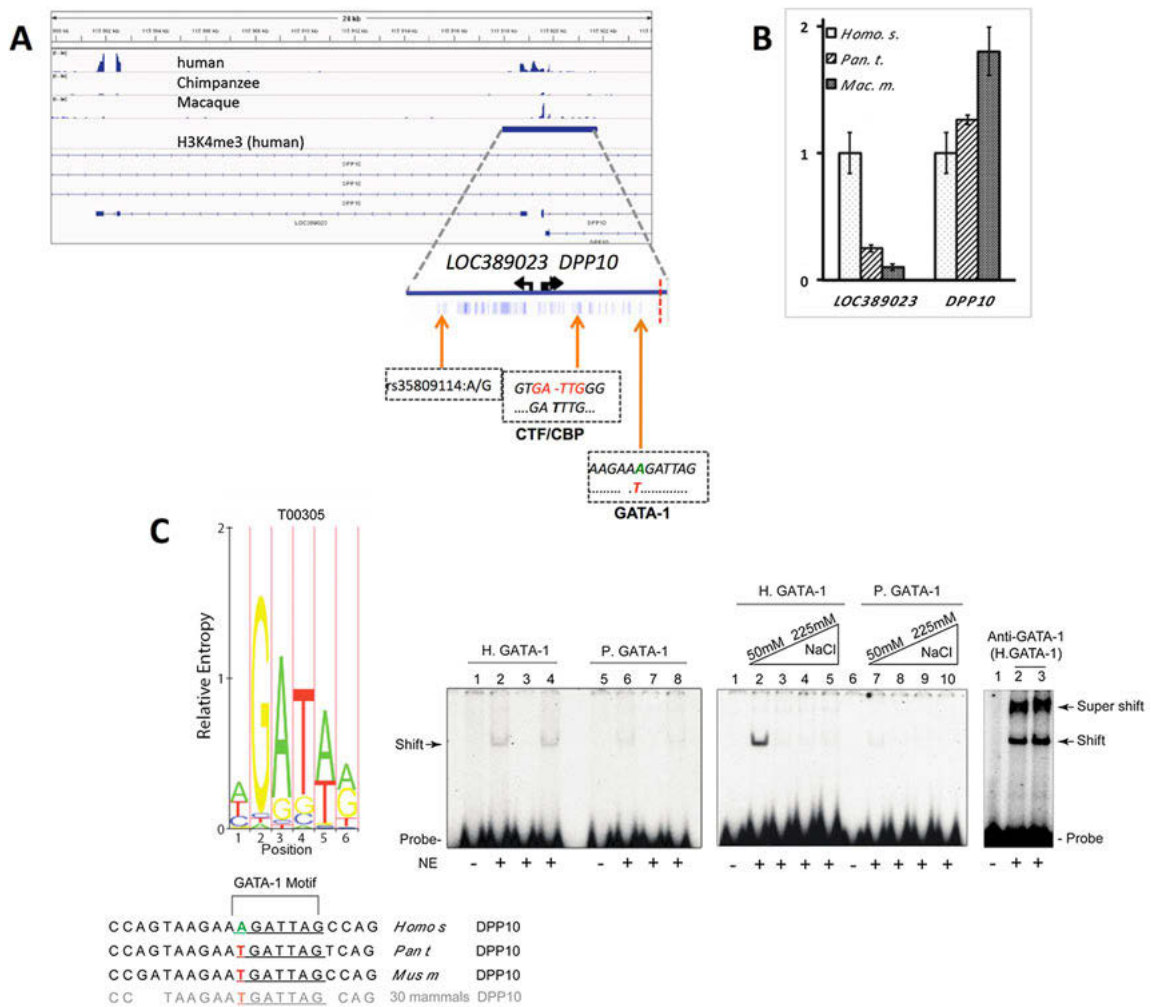 A
20 kb
human
Chimpanzee
Macaque
H3K4me3 (human)
DPP10
DPP10
DPP10
LOC389023
DPP10
DPP10
LOC389023 DPP10
rs35809114:A/G
GTGA -TTGGG
....GA TTTG...
CTF/CBP
AAGAAAGATTAG
GATA-1
B
2
1
0
Homo. s.
Pan. t.
Mac. m.
LOC389023 DPP10
C
T00305
2
1
0
Relative Entropy
1 2 3 4 5 6
Position
GATA-1 Motif
CCAGTAAGAAAGATTAGCCAG Homo s DPP10
CCAGTAAGAATGATTAGTCAG Pan t DPP10
CCGATAAGAATGATTAGCCAG Mus m DPP10
CC TAAGAATGATTAG CAG 30 mammals DPP10
H. GATA-1 P. GATA-1
1 2 3 4 5 6 7 8
Shift
Probe-
NE - + + + - + + +
H. GATA-1 P. GATA-1
50mM 225mM NaCl 50mM 225mM NaCl
1 2 3 4 5 6 7 8 9 10
- + + + + - + + + +
Anti-GATA-1
(H.GATA-1)
1 2 3
Super shift
Shift
- Probe
- + +